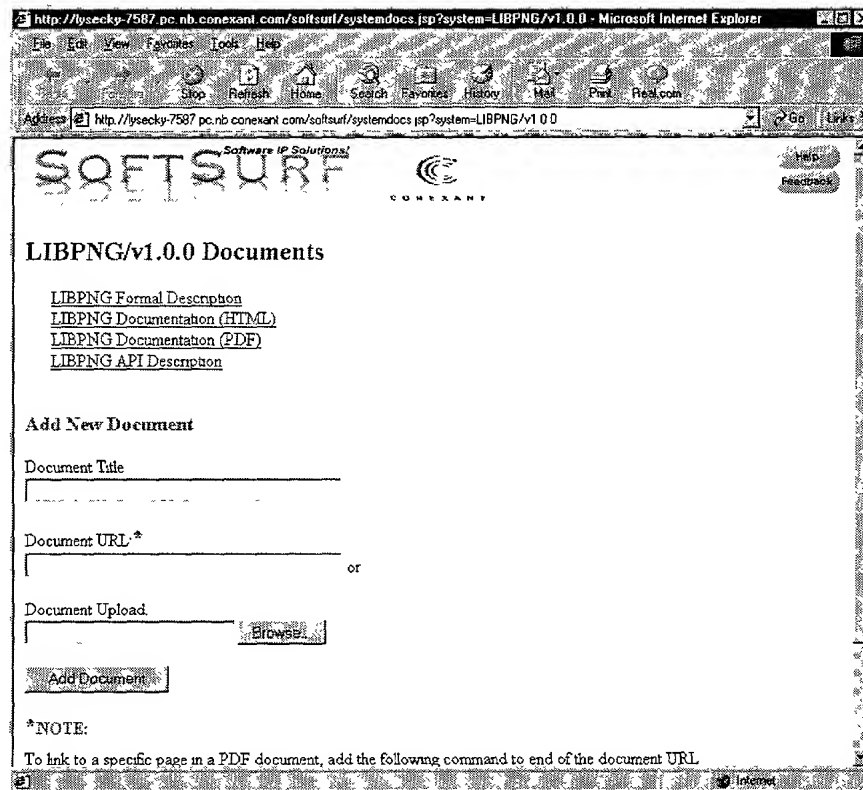 http://lysecky-7587.pc.nb.conexant.com/softsurf/systemdocs.jsp?system=LIBPNG/v1.0.0 - Microsoft Internet Explorer
File Edit View Favorites Tools Help
Stop Refresh Home Search Favorites History Mail Print Real.com
Address http://lysecky-7587.pc.nb.conexant.com/softsurf/systemdocs.jsp?system=LIBPNG/v1.0.0 Go Links
Software IP Solutions!
SOFTSURF
CONEXANT
Help
Feedback
LIBPNG/v1.0.0 Documents
LIBPNG Formal Description
LIBPNG Documentation (HTML)
LIBPNG Documentation (PDF)
LIBPNG API Description
Add New Document
Document Title
Document URL:*
or
Document Upload.
Browse...
Add Document
*NOTE:
To link to a specific page in a PDF document, add the following command to end of the document URL
Internet